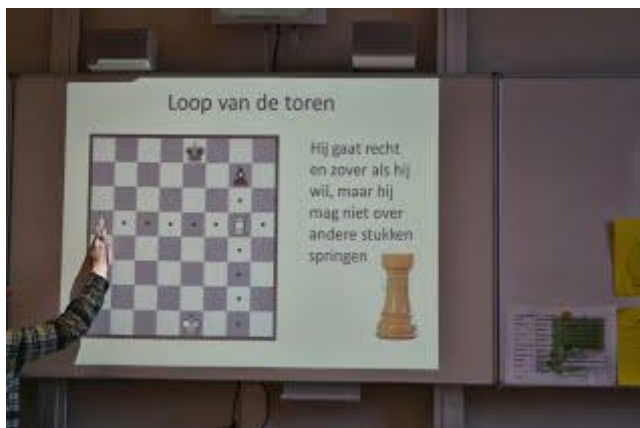 Loop van de toren
Hij gaat recht
en zover als hij
wil, maar hij
mag niet over
andere stukken
springen